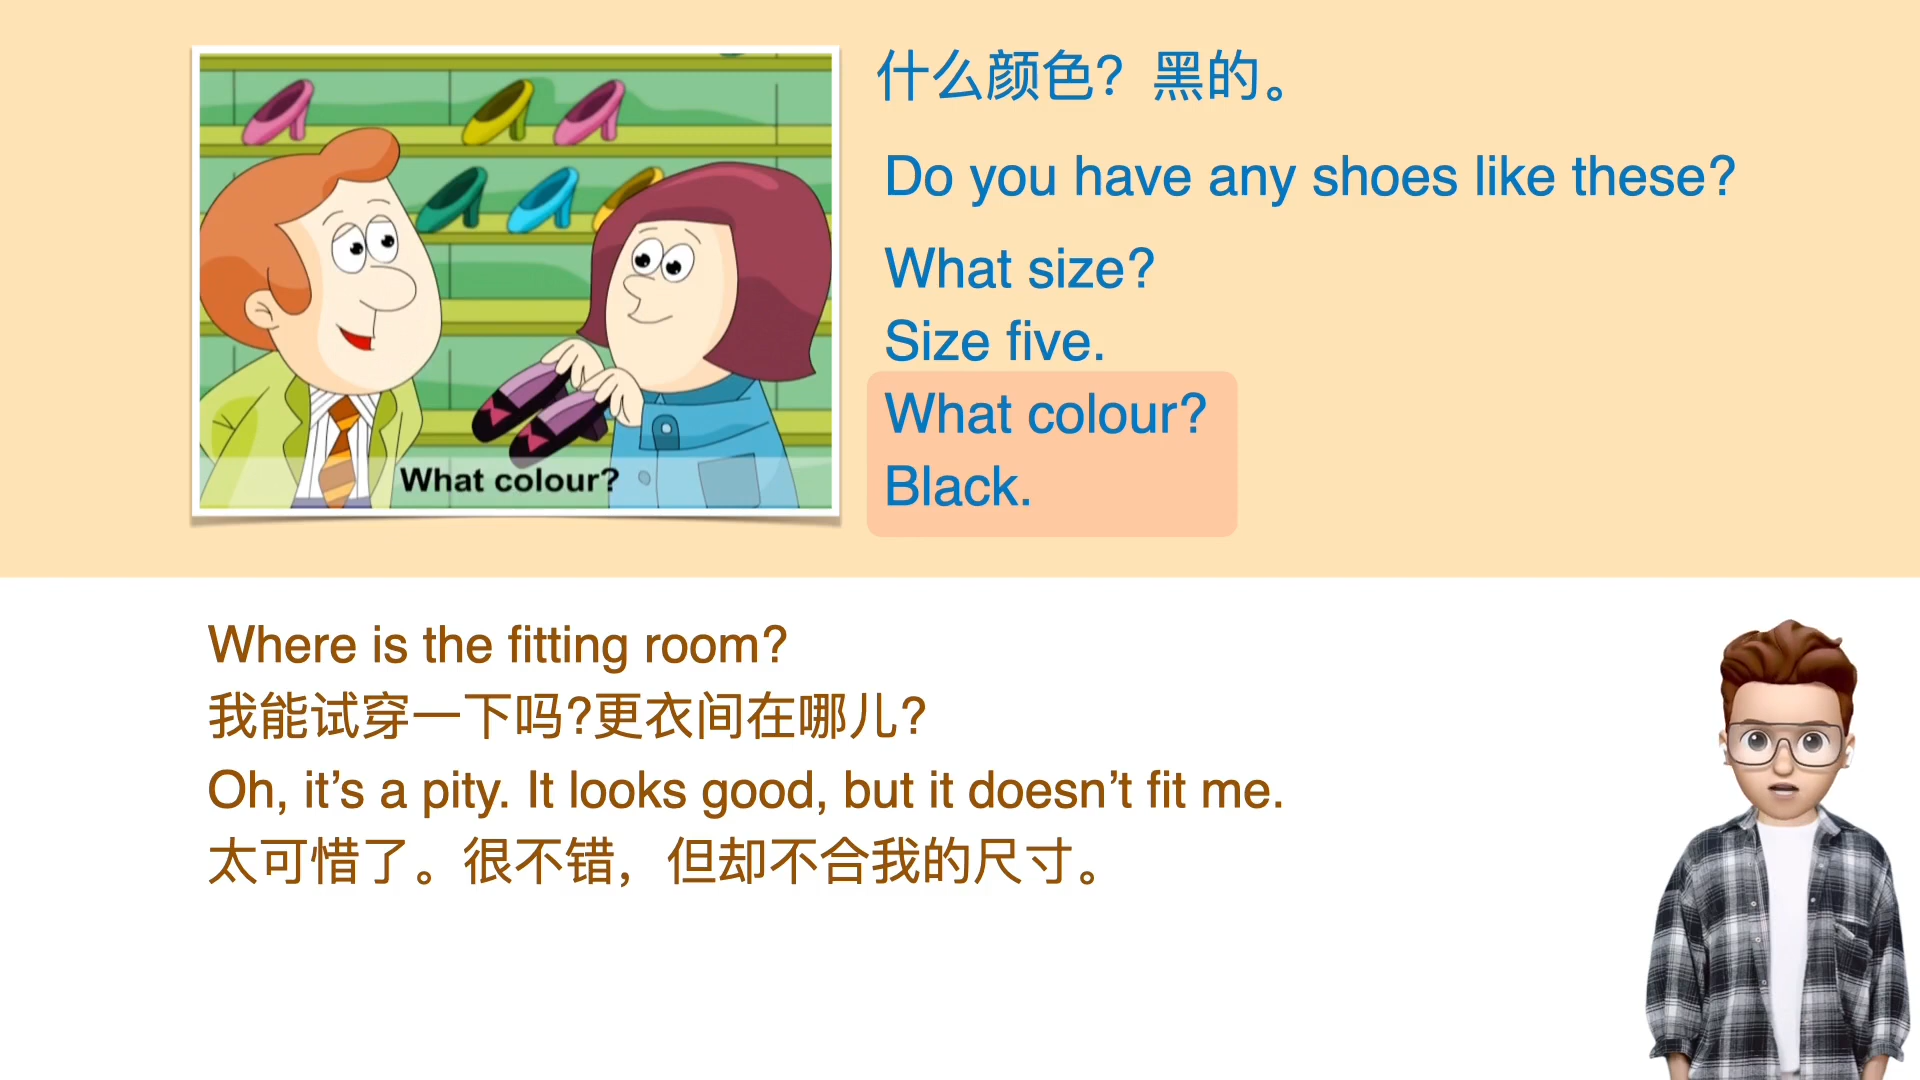 什么颜色？黑的。
Do you have any shoes like these?
What size?
Size five.
What colour?
Black.
What colour?
Where is the fitting room?
我能试穿一下吗?更衣间在哪儿?
Oh, it’s a pity. It looks good, but it doesn’t fit me.
太可惜了。很不错，但却不合我的尺寸。